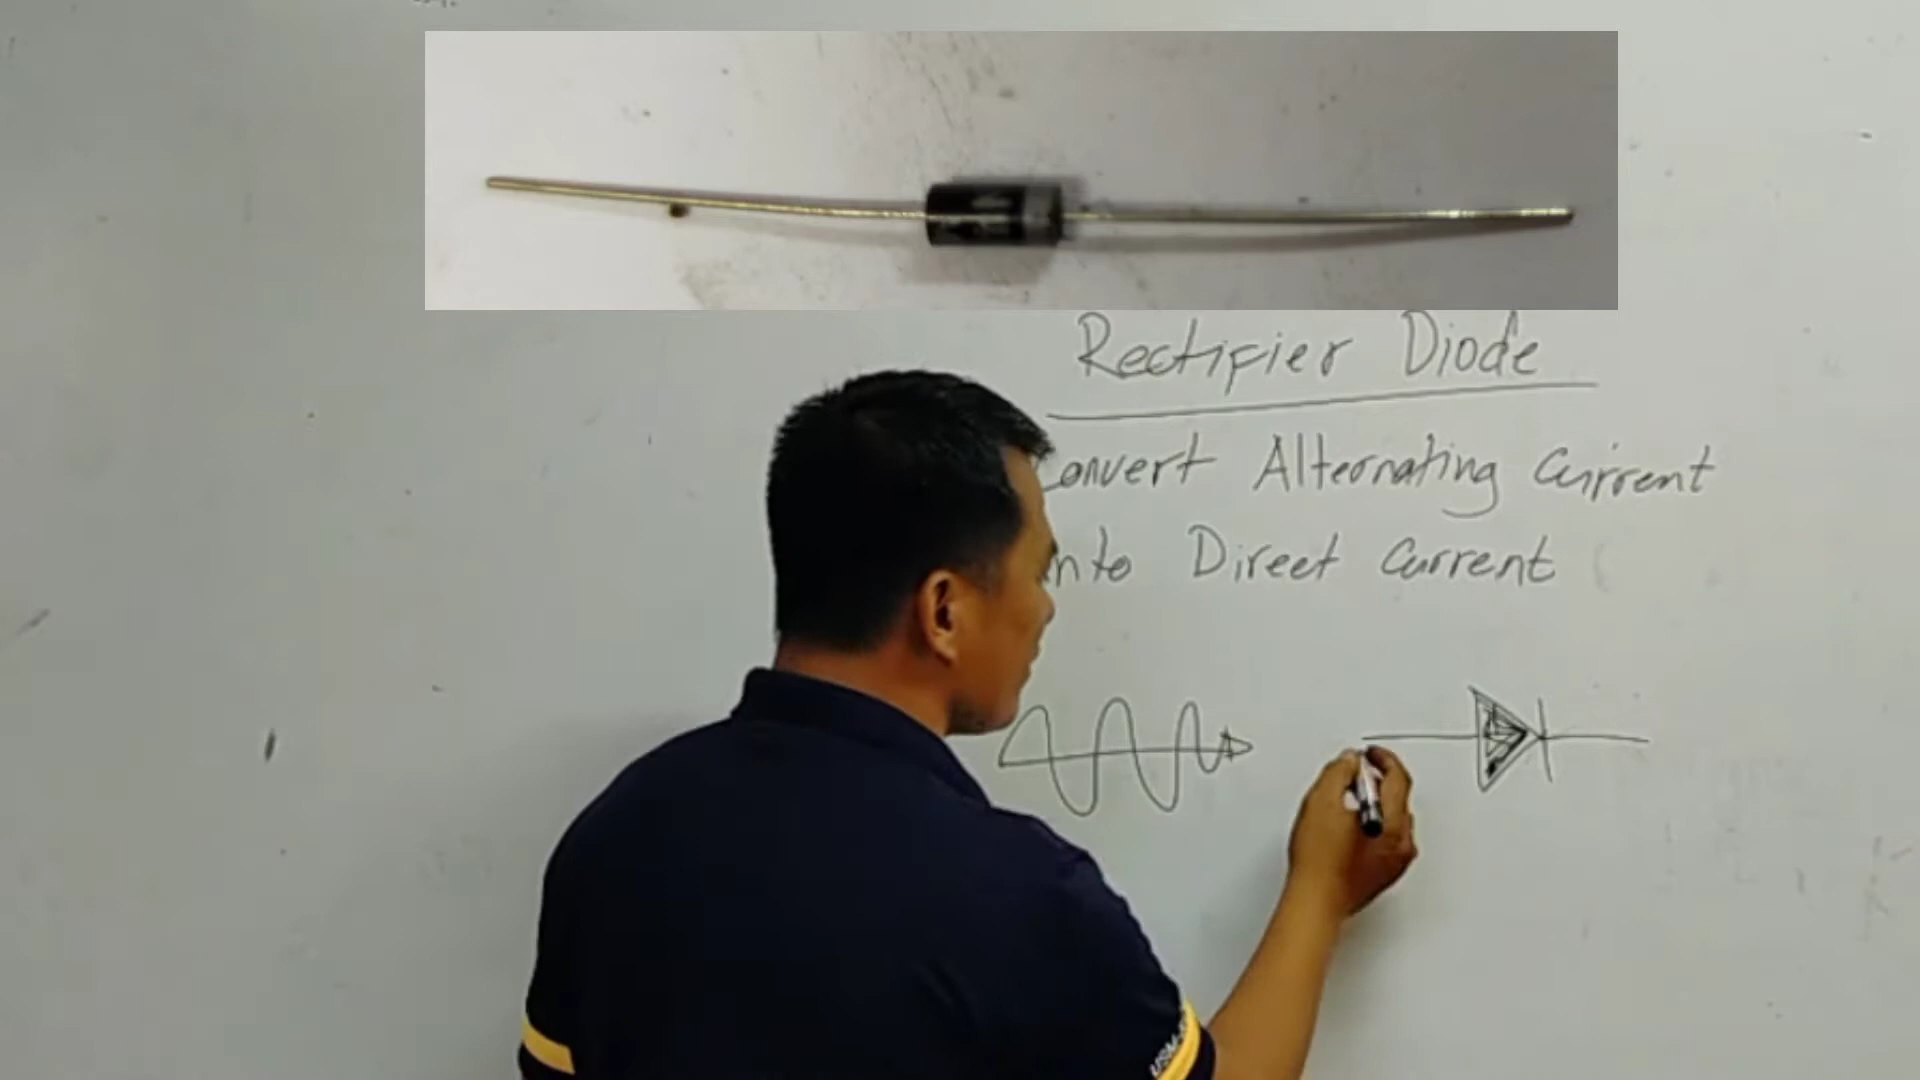 Rectifier Diode
onvert Alternating Current
nto Direct Current